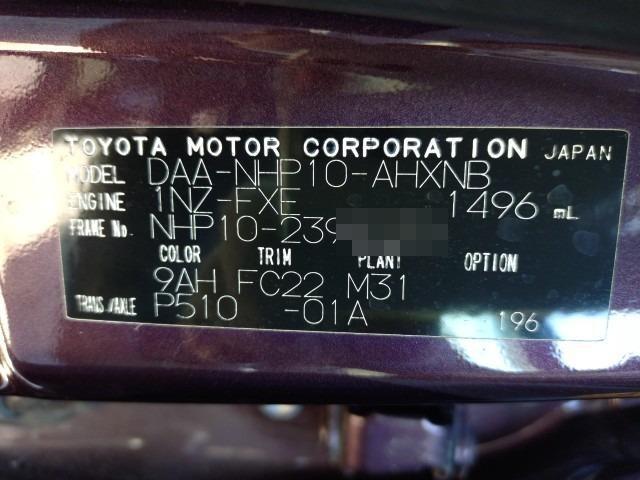 TOYOTA MOTOR CORPORATION JAPAN
MODEL DAA-NHP10-AHXNB
ENGINE 1NZ-FXE 1496 mL
FRAME No. NHP10-239
COLOR TRIM PLANT OPTION
9AH FC22 M31
TRANS./AXLE P510 -01A 196